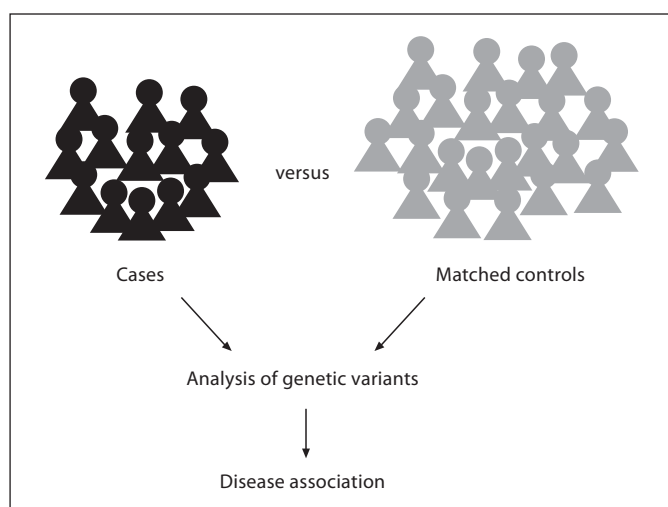 versus
Cases
Matched controls
Analysis of genetic variants
Disease association